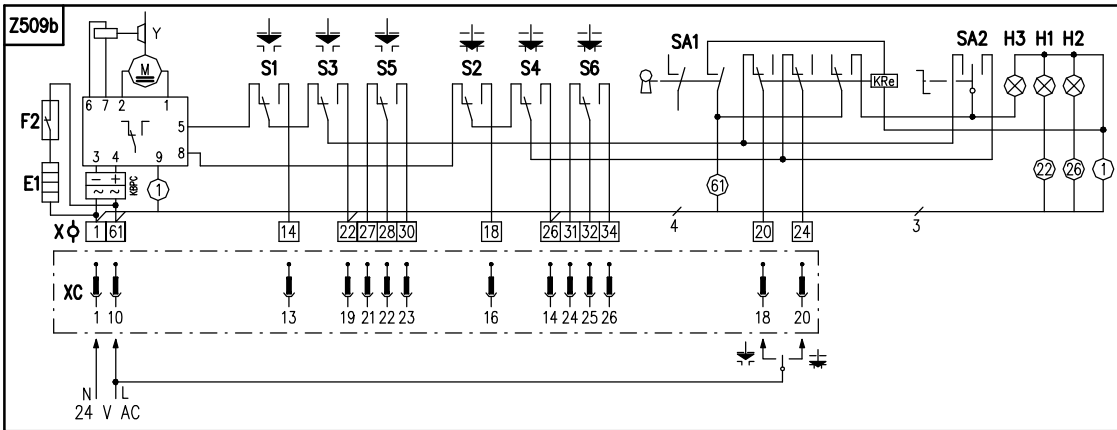 Z509b
Y
S1 S3 S5 S2 S4 S6 SA1 SA2 H3 H1 H2
M
KRe
6 7 2 1
F2
5
8
3 4 9
E1
− +
~ ~
KBPC
1
61
22 26 1
4
3
X 1 61 14 22 27 28 30 18 26 31 32 34 20 24
XC
1 10 13 19 21 22 23 16 14 24 25 26 18 20
N L
24 V AC